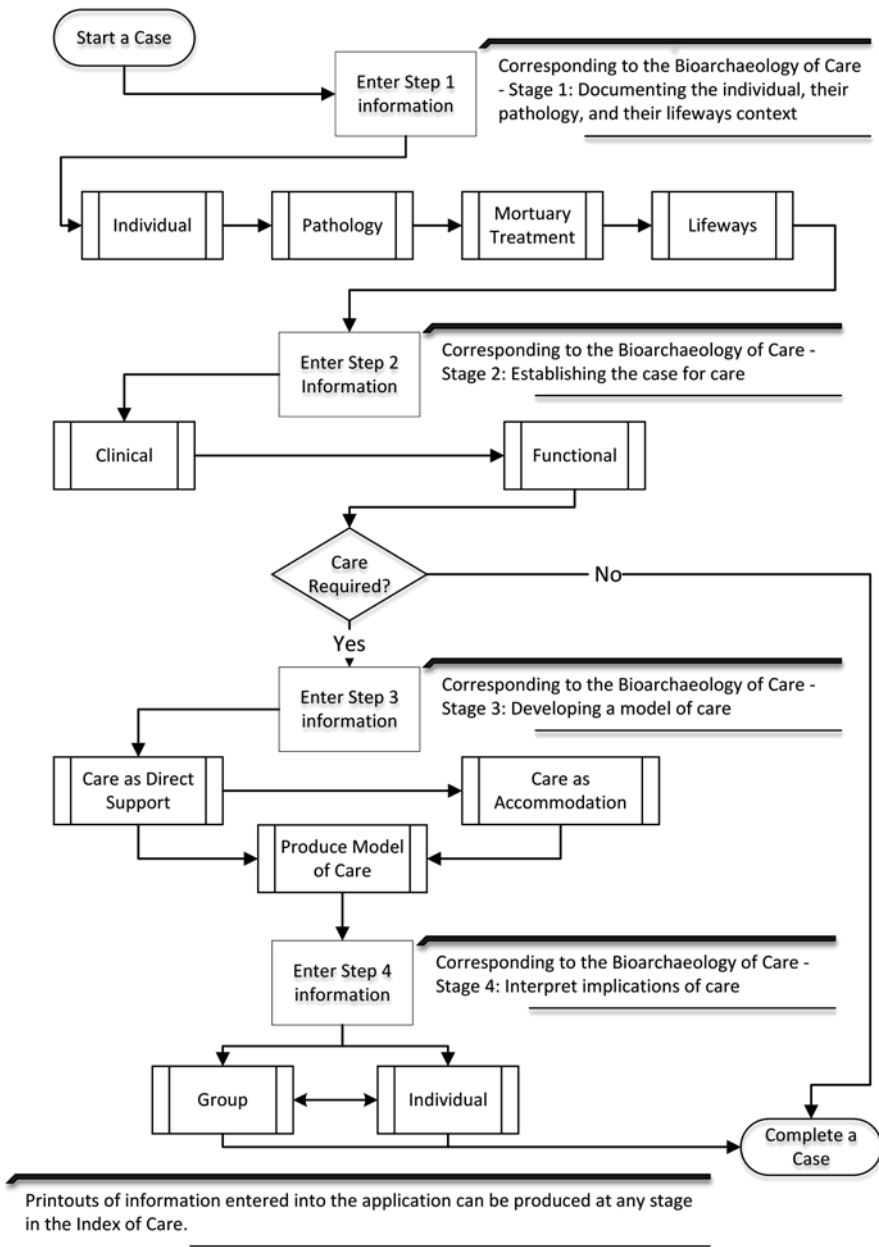 Start a Case
Enter Step 1
information
Corresponding to the Bioarchaeology of Care
- Stage 1: Documenting the individual, their
pathology, and their lifeways context
Individual
Pathology
Mortuary
Treatment
Lifeways
Enter Step 2
Information
Corresponding to the Bioarchaeology of Care -
Stage 2: Establishing the case for care
Clinical
Functional
Care
Required?
No
Yes
Enter Step 3
information
Corresponding to the Bioarchaeology of Care -
Stage 3: Developing a model of care
Care as Direct
Support
Care as
Accommodation
Produce Model
of Care
Enter Step 4
information
Corresponding to the Bioarchaeology of Care -
Stage 4: Interpret implications of care
Group
Individual
Complete a
Case
Printouts of information entered into the application can be produced at any stage
in the Index of Care.